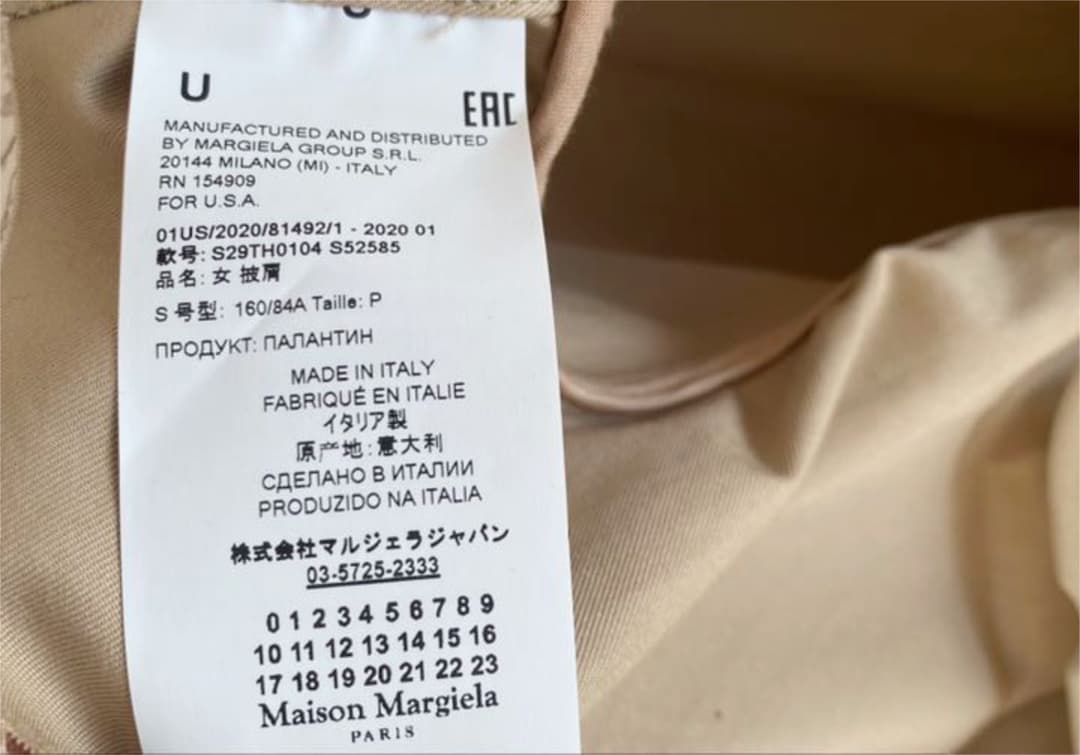 U
EAC
MANUFACTURED AND DISTRIBUTED
BY MARGIELA GROUP S.R.L.
20144 MILANO (MI) - ITALY
RN 154909
FOR U.S.A.
01US/2020/81492/1 - 2020 01
款号: S29TH0104 S52585
品名: 女 披肩
S 号型: 160/84A Taille: P
ПРОДУКТ: ПАЛАНТИН
MADE IN ITALY
FABRIQUÉ EN ITALIE
イタリア製
原产地:意大利
СДЕЛАНО В ИТАЛИИ
PRODUZIDO NA ITALIA
株式会社マルジェラジャパン
03-5725-2333
0 1 2 3 4 5 6 7 8 9
10 11 12 13 14 15 16
17 18 19 20 21 22 23
Maison Margiela
PARIS